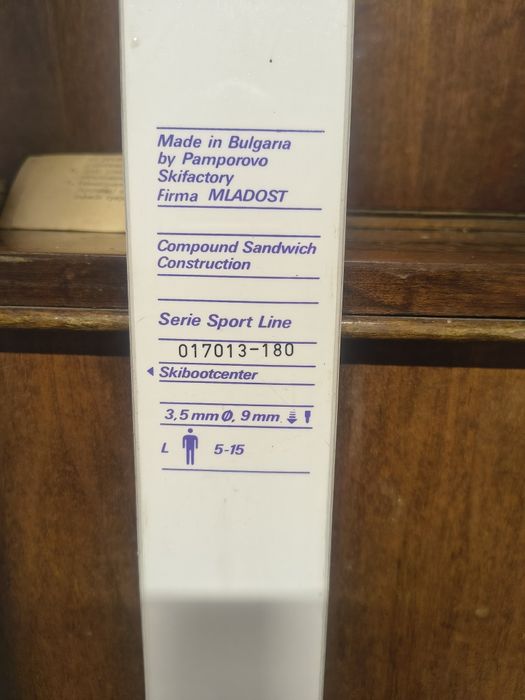 Made in Bulgaria
by Pamporovo
Skifactory
Firma MLADOST
Compound Sandwich
Construction
Serie Sport Line
017013-180
Skibootcenter
3,5 mm Ø, 9 mm
L 5-15